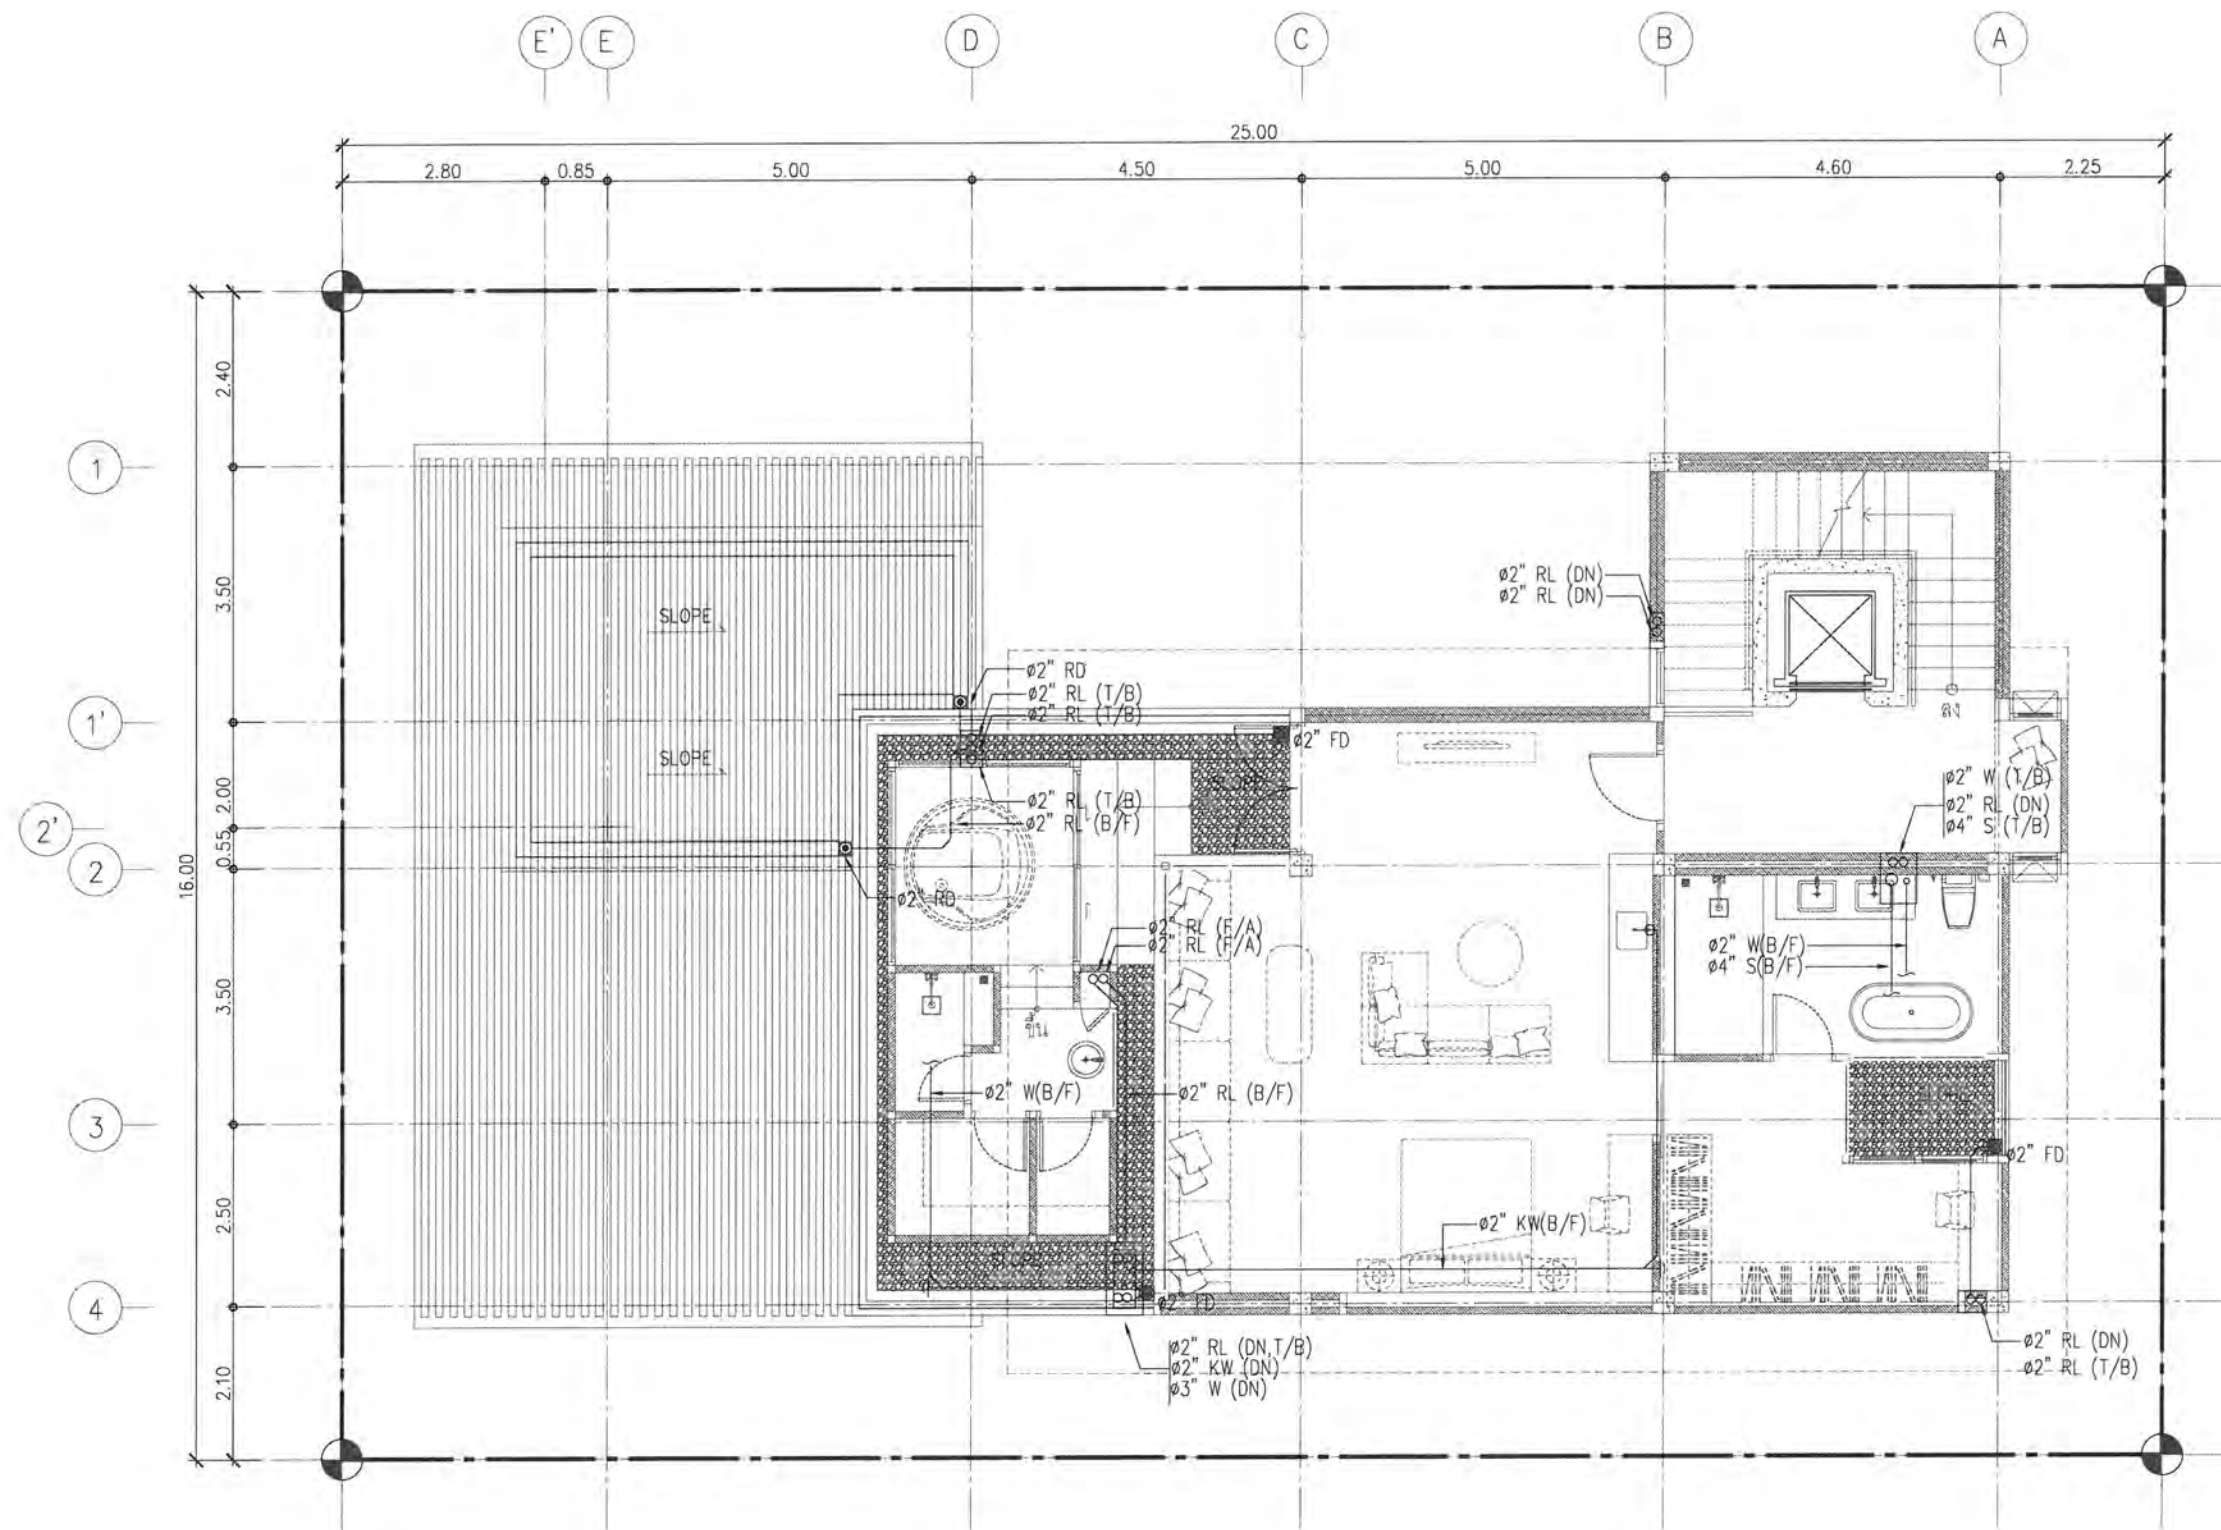 E' E D C B A
25.00
2.80 0.85 5.00 4.50 5.00 4.60 2.25
16.00
2.40
3.50
2.00
0.55
3.50
2.50
2.10
1
1'
2'
2
3
4
SLOPE
SLOPE
ø2" RL (DN)
ø2" RL (DN)
ø2" RD
ø2" RL (T/B)
ø2" RL (T/B)
ø2" FD
ลง
SLOPE
ø2" W (T/B)
ø2" RL (DN)
ø4" S (T/B)
ø2" RL (T/B)
ø2" RL (B/F)
ø2" RD
ø2" RL (F/A)
ø2" RL (F/A)
ø2" W(B/F)
ø4" S(B/F)
ø2" W(B/F)
ø2" RL (B/F)
ø2" FD
ø2" KW(B/F)
SLOPE
ø2" FD
ø2" RL (DN,T/B)
ø2" KW (DN)
ø3" W (DN)
ø2" RL (DN)
ø2" RL (T/B)